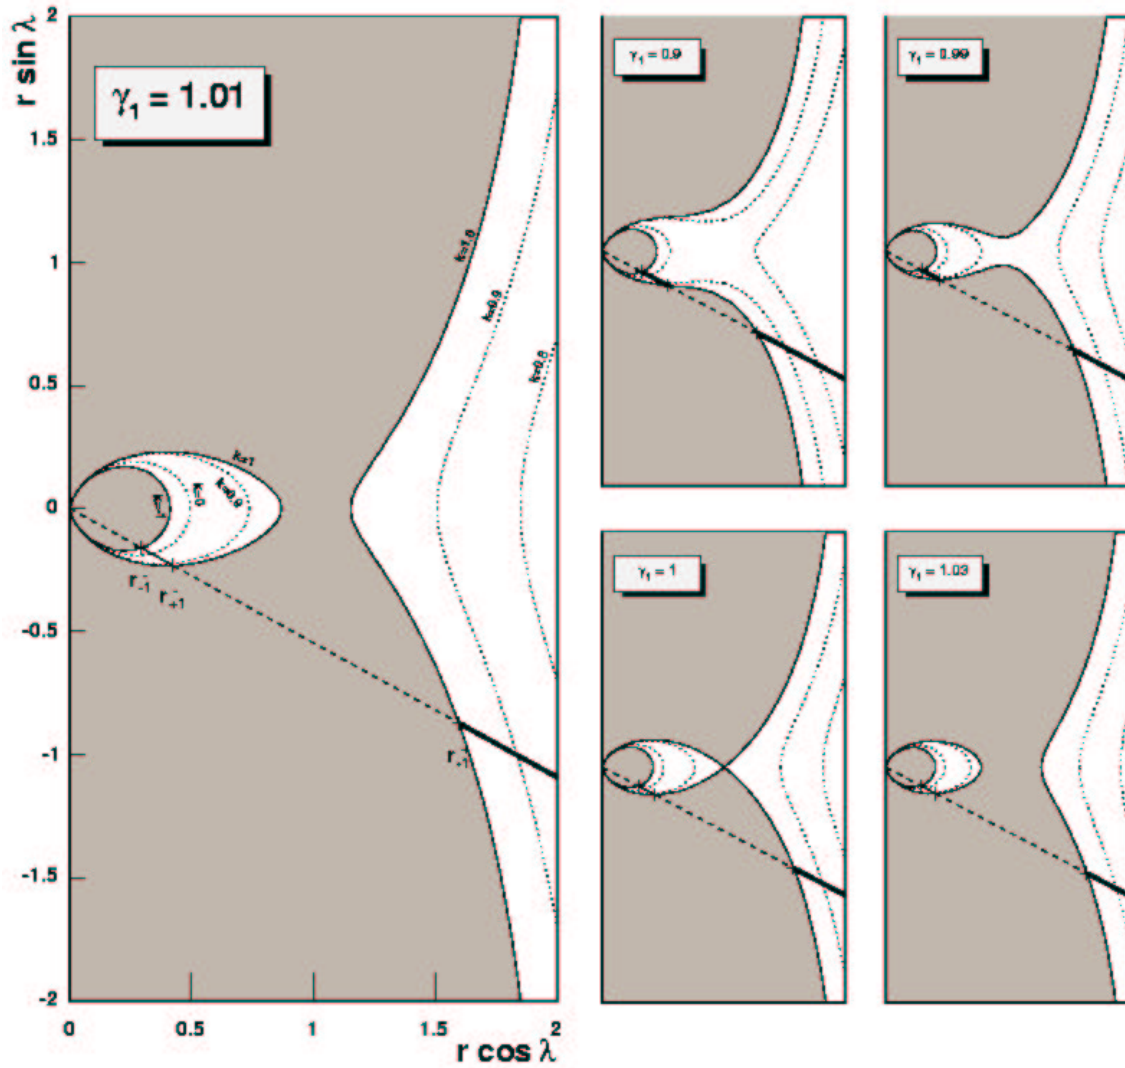 r sin λ
2
1.5
1
0.5
0
-0.5
-1
-1.5
-2
γ₁ = 1.01
k=1.0
k=0.9
k=1
k=0.9
k=0
r₋₁⁻ r₊₁⁻
0 0.5 1 1.5 2
r cos λ
γ₁ = 0.9
γ₁ = 0.99
γ₁ = 1
γ₁ = 1.03